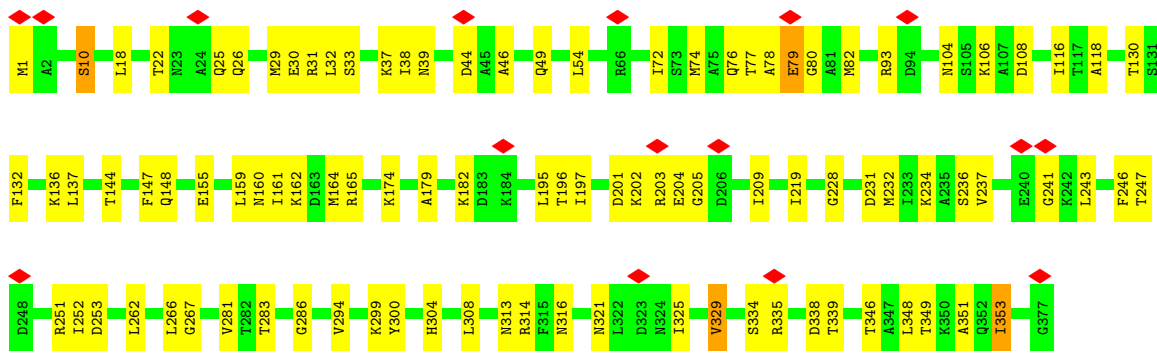 M1 A2 S10 L18 T22 N23 A24 Q25 Q26 M29 E30 R31 L32 S33 K37 I38 N39 D44 A45 A46 Q49 L54 R66 I72 S73 M74 A75 Q76 T77 A78 E79 G80 A81 M82 R93 D94 N104 S105 K106 A107 D108 I116 T117 A118 T130 S131
F132 K136 L137 T144 F147 Q148 E155 L159 N160 I161 K162 D163 M164 R165 K174 A179 K182 D183 K184 L195 T196 I197 D201 K202 R203 E204 G205 D206 I209 I219 G228 D231 M232 I233 K234 A235 S236 V237 E240 G241 K242 L243 F246 T247
D248 R251 I252 D253 L262 L266 G267 V281 T282 T283 G286 V294 K299 Y300 H304 L308 N313 R314 F315 N316 N321 L322 D323 N324 I325 V329 S334 R335 D338 T339 T346 A347 L348 T349 K350 A351 Q352 I353 G377